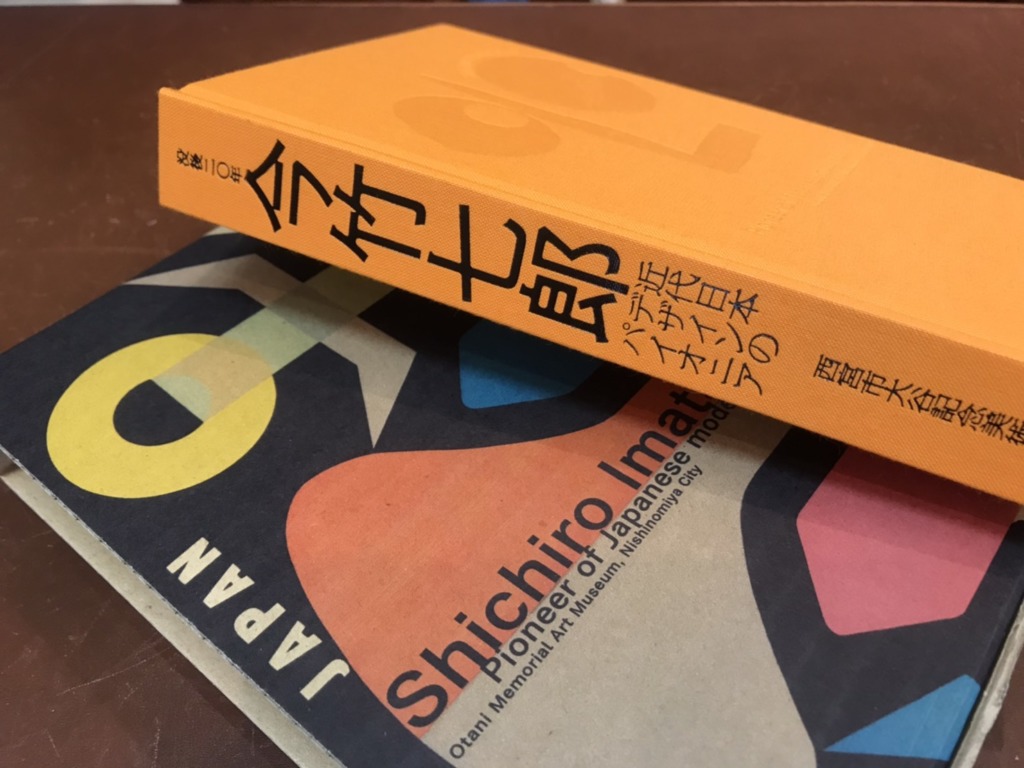 没後二〇年
今竹七郎
近代日本
デザインの
パイオニア
西宮市大谷記念美術
JAPAN
Shichiro Imat
Pioneer of Japanese mode
Otani Memorial Art Museum, Nishinomiya City